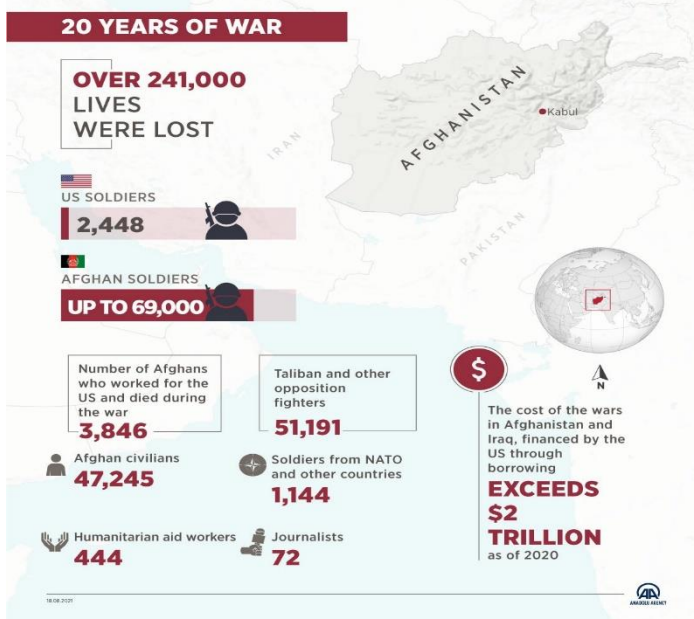 20 YEARS OF WAR
OVER 241,000
LIVES
WERE LOST
AFGHANISTAN
Kabul
IRAN
PAKISTAN
US SOLDIERS
2,448
AFGHAN SOLDIERS
UP TO 69,000
Number of Afghans
who worked for the
US and died during
the war
3,846
Taliban and other
opposition
fighters
51,191
Afghan civilians
47,245
Soldiers from NATO
and other countries
1,144
Humanitarian aid workers
444
Journalists
72
$
N
The cost of the wars
in Afghanistan and
Iraq, financed by the
US through
borrowing
EXCEEDS
$2
TRILLION
as of 2020
18.08.2021
AA
ANADOLU AGENCY